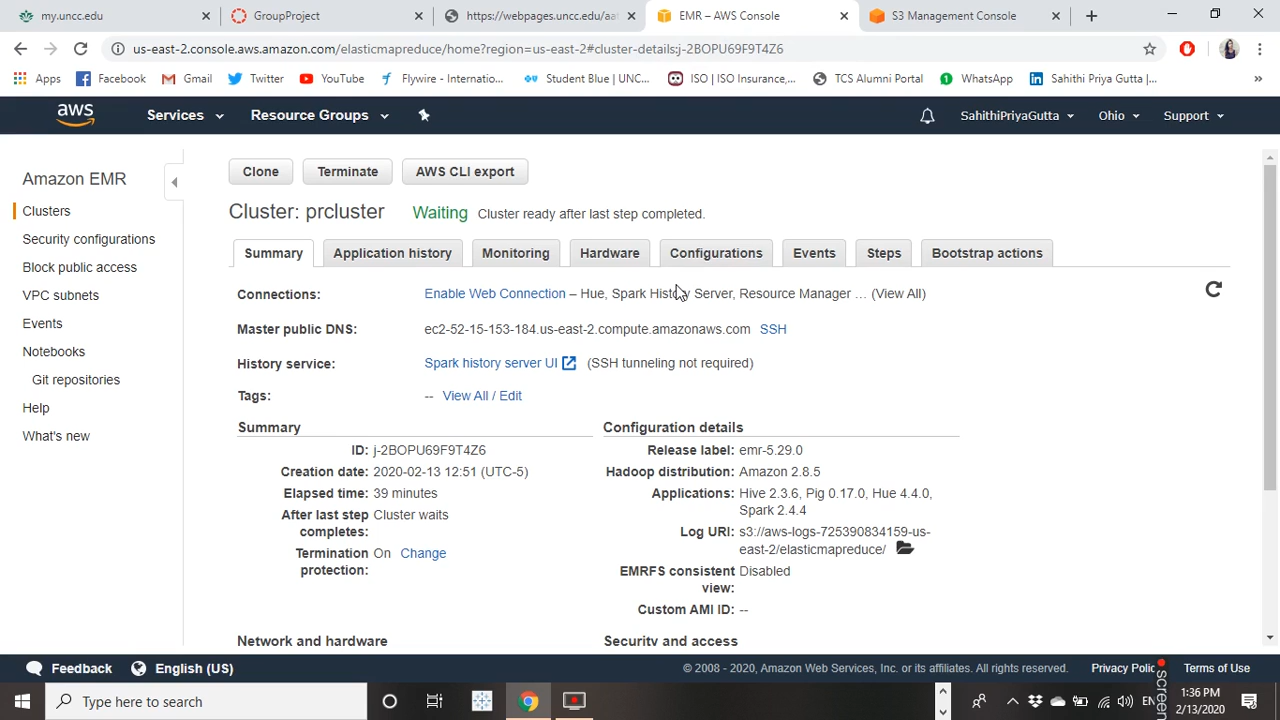 my.uncc.edu
GroupProject
https://webpages.uncc.edu/aat
EMR – AWS Console
S3 Management Console
us-east-2.console.aws.amazon.com/elasticmapreduce/home?region=us-east-2#cluster-details:j-2BOPU69F9T4Z6
Apps
Facebook
Gmail
Twitter
YouTube
Flywire - Internatio...
Student Blue | UNC...
ISO | ISO Insurance,...
TCS Alumni Portal
WhatsApp
Sahithi Priya Gutta |...
aws
Services
Resource Groups
SahithiPriyaGutta
Ohio
Support
Amazon EMR
Clusters
Security configurations
Block public access
VPC subnets
Events
Notebooks
Git repositories
Help
What's new
Clone
Terminate
AWS CLI export
Cluster: prcluster Waiting Cluster ready after last step completed.
Summary
Application history
Monitoring
Hardware
Configurations
Events
Steps
Bootstrap actions
Connections: Enable Web Connection – Hue, Spark History Server, Resource Manager ... (View All)
Master public DNS: ec2-52-15-153-184.us-east-2.compute.amazonaws.com SSH
History service: Spark history server UI (SSH tunneling not required)
Tags: -- View All / Edit
Summary
ID: j-2BOPU69F9T4Z6
Creation date: 2020-02-13 12:51 (UTC-5)
Elapsed time: 39 minutes
After last step completes: Cluster waits
Termination protection: On Change
Configuration details
Release label: emr-5.29.0
Hadoop distribution: Amazon 2.8.5
Applications: Hive 2.3.6, Pig 0.17.0, Hue 4.4.0,
Spark 2.4.4
Log URI: s3://aws-logs-725390834159-us-
east-2/elasticmapreduce/
EMRFS consistent view: Disabled
Custom AMI ID: --
Network and hardware
Security and access
Feedback
English (US)
© 2008 - 2020, Amazon Web Services, Inc. or its affiliates. All rights reserved.
Privacy Polic
Terms of Use
Type here to search
screen
1:36 PM
2/13/2020